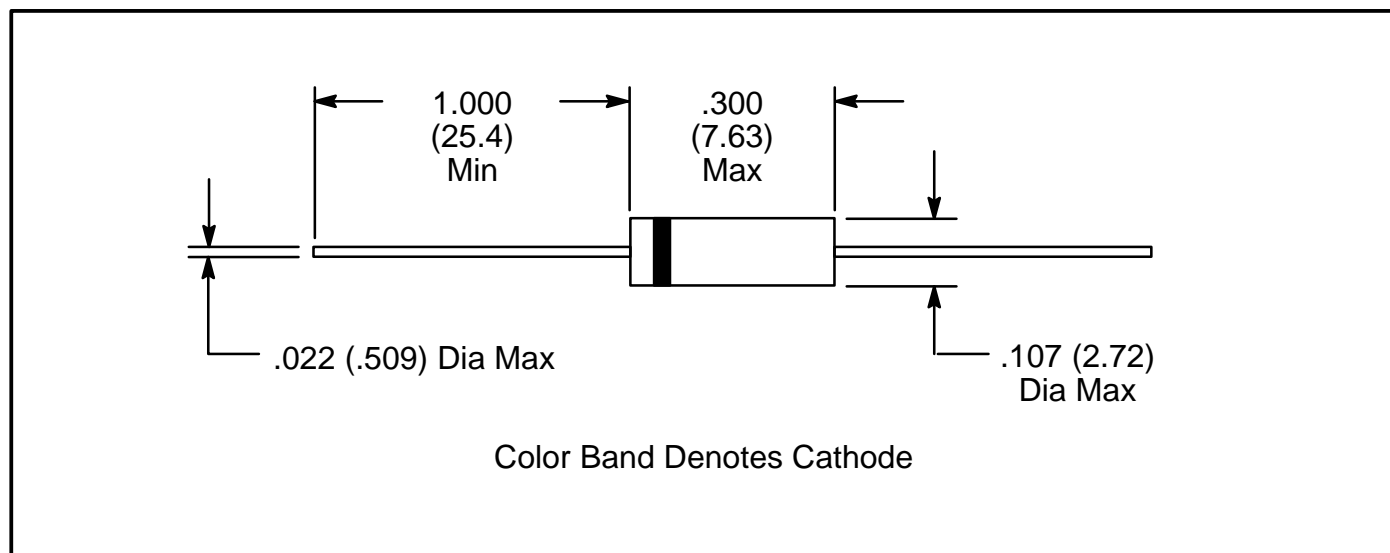 1.000
(25.4)
Min
.300
(7.63)
Max
.022 (.509) Dia Max
.107 (2.72)
Dia Max
Color Band Denotes Cathode